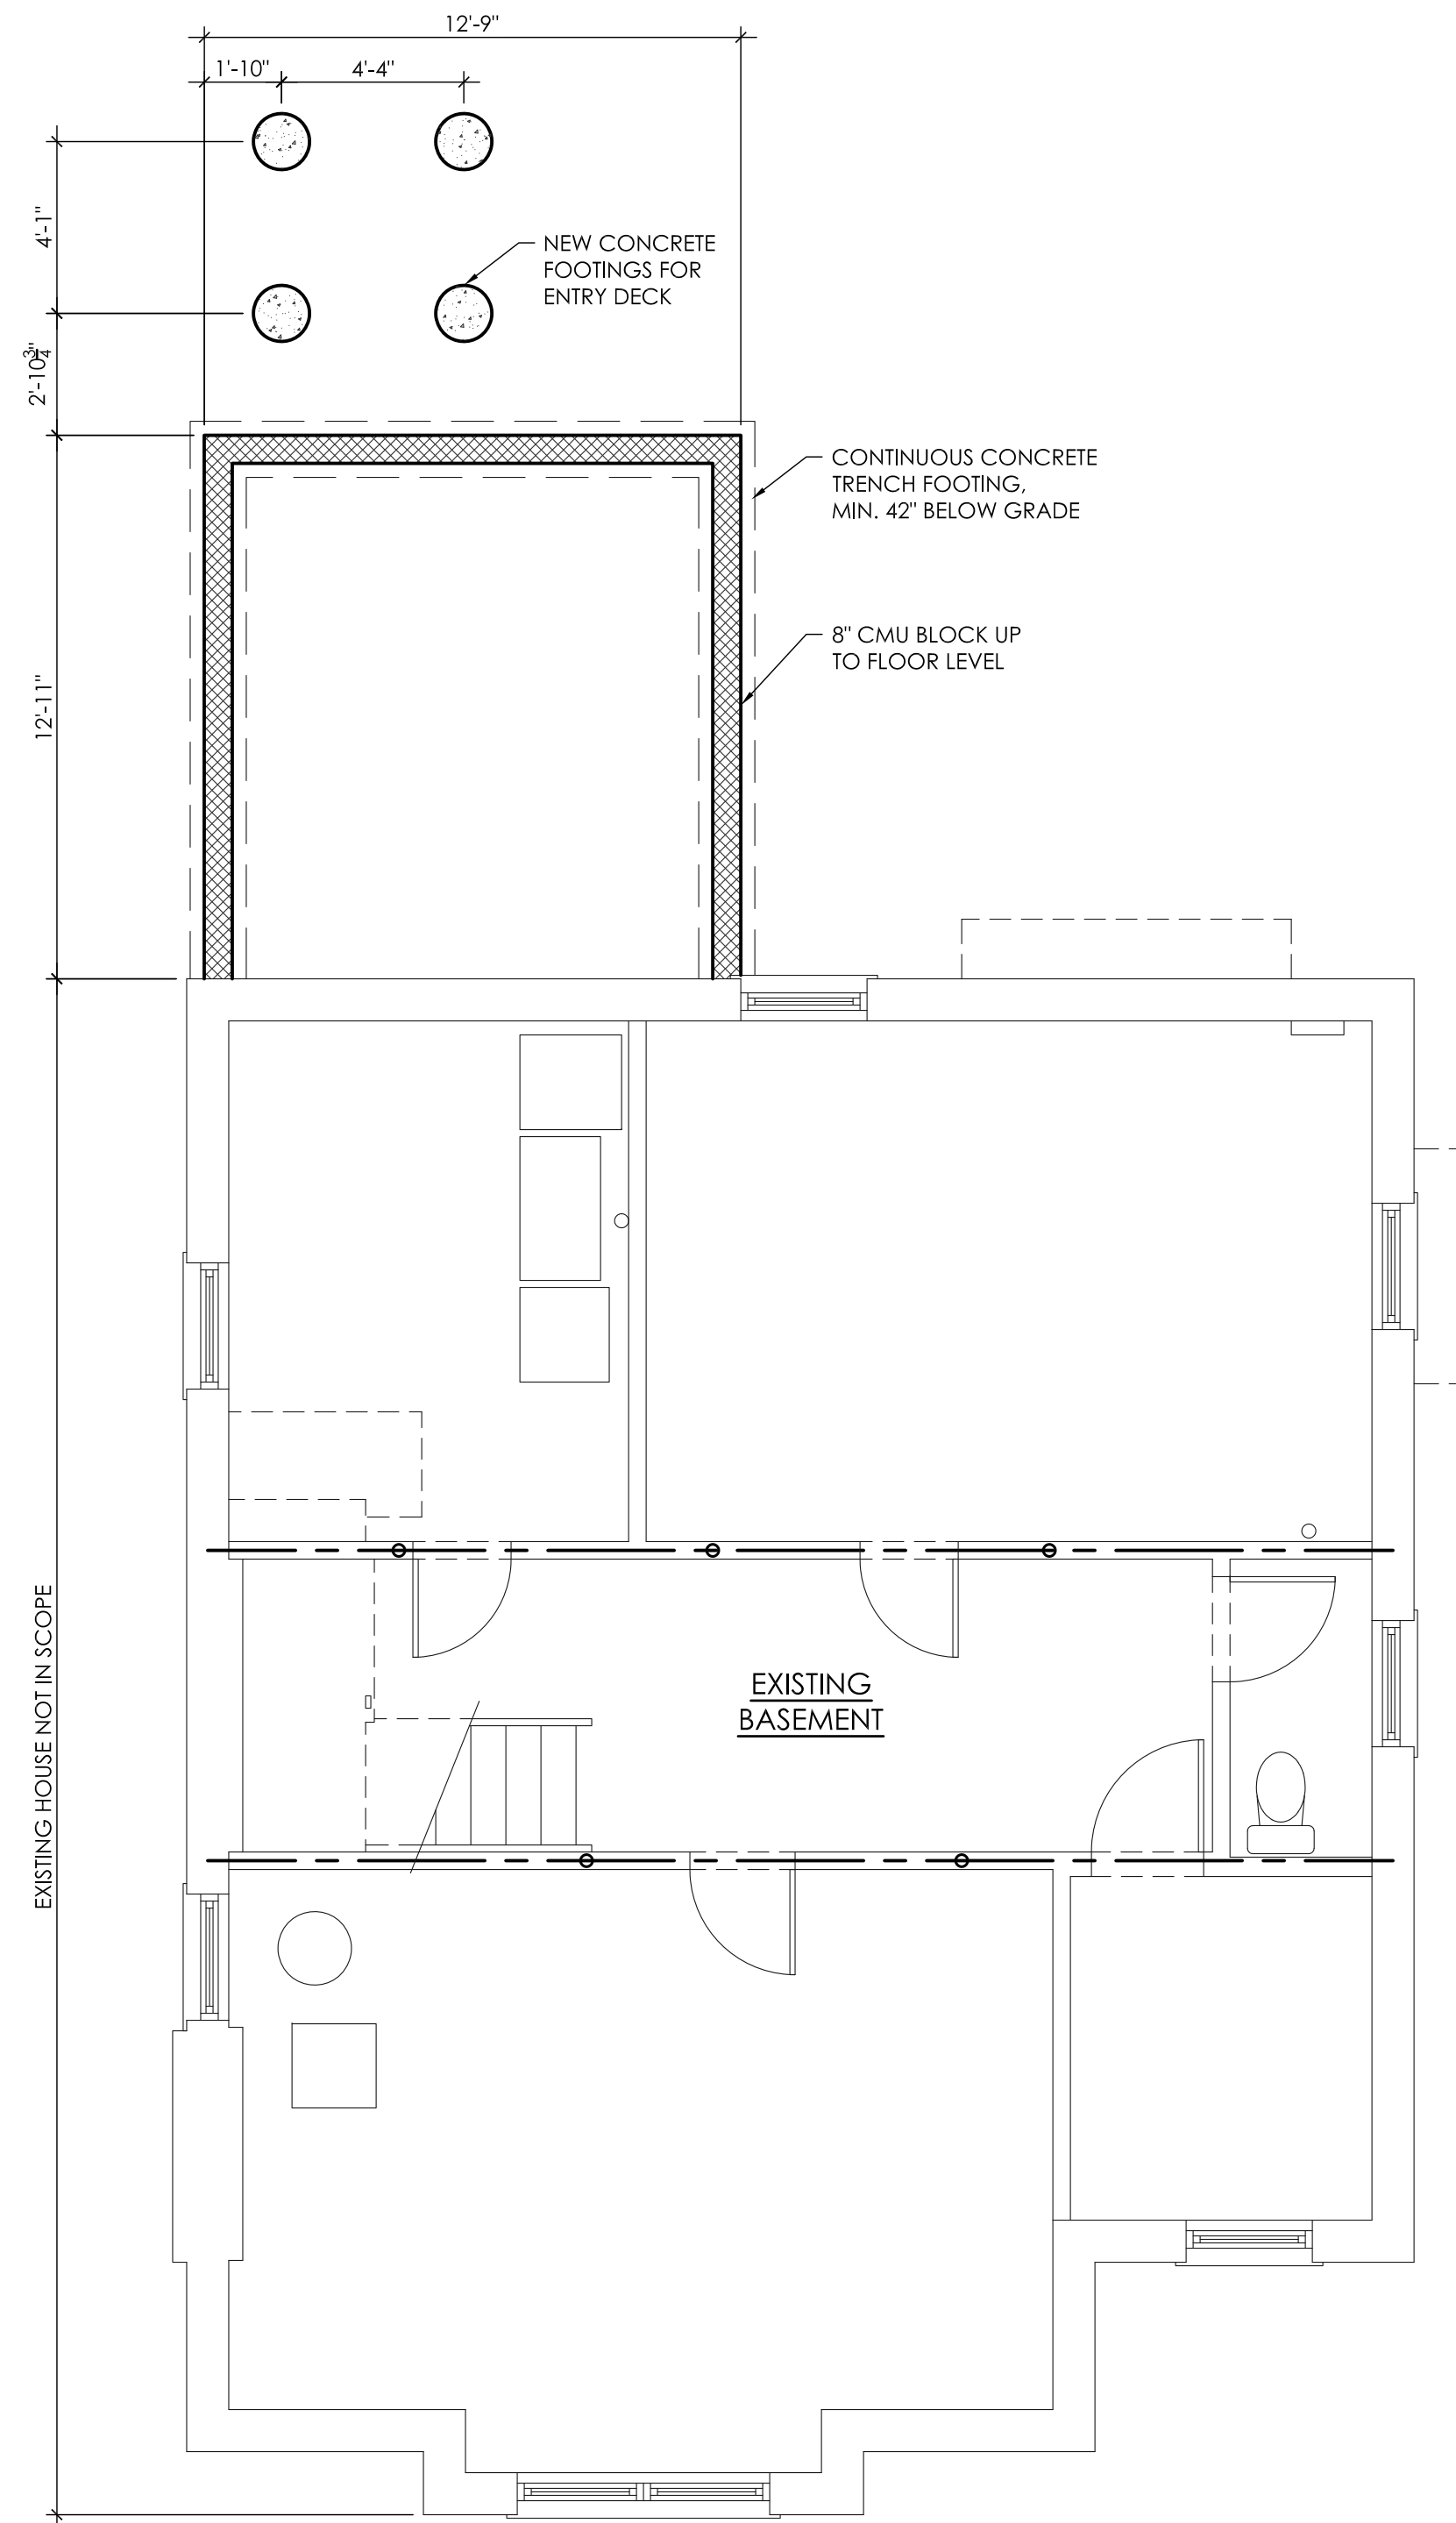 12'-9"
1'-10"
4'-4"
4'-1"
NEW CONCRETE
FOOTINGS FOR
ENTRY DECK
2'-10¾"
CONTINUOUS CONCRETE
TRENCH FOOTING,
MIN. 42" BELOW GRADE
8" CMU BLOCK UP
TO FLOOR LEVEL
12'-11"
EXISTING HOUSE NOT IN SCOPE
EXISTING
BASEMENT